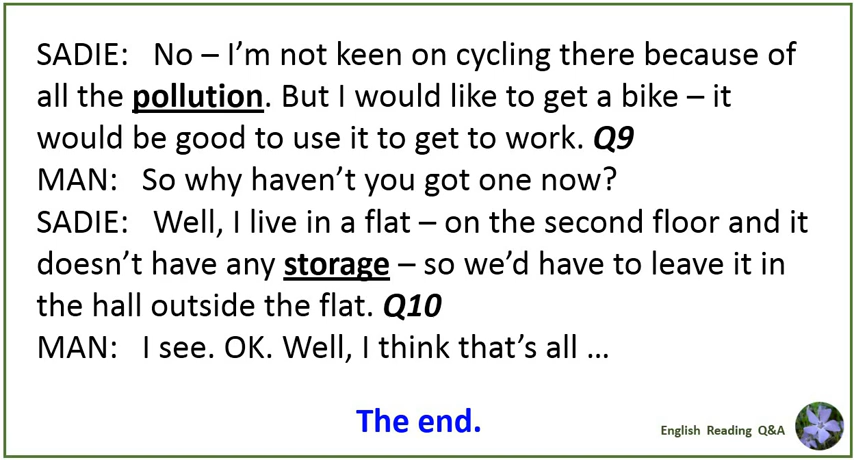 SADIE: No – I’m not keen on cycling there because of
all the pollution. But I would like to get a bike – it
would be good to use it to get to work. Q9
MAN: So why haven’t you got one now?
SADIE: Well, I live in a flat – on the second floor and it
doesn’t have any storage – so we’d have to leave it in
the hall outside the flat. Q10
MAN: I see. OK. Well, I think that’s all …
The end.
English Reading Q&A